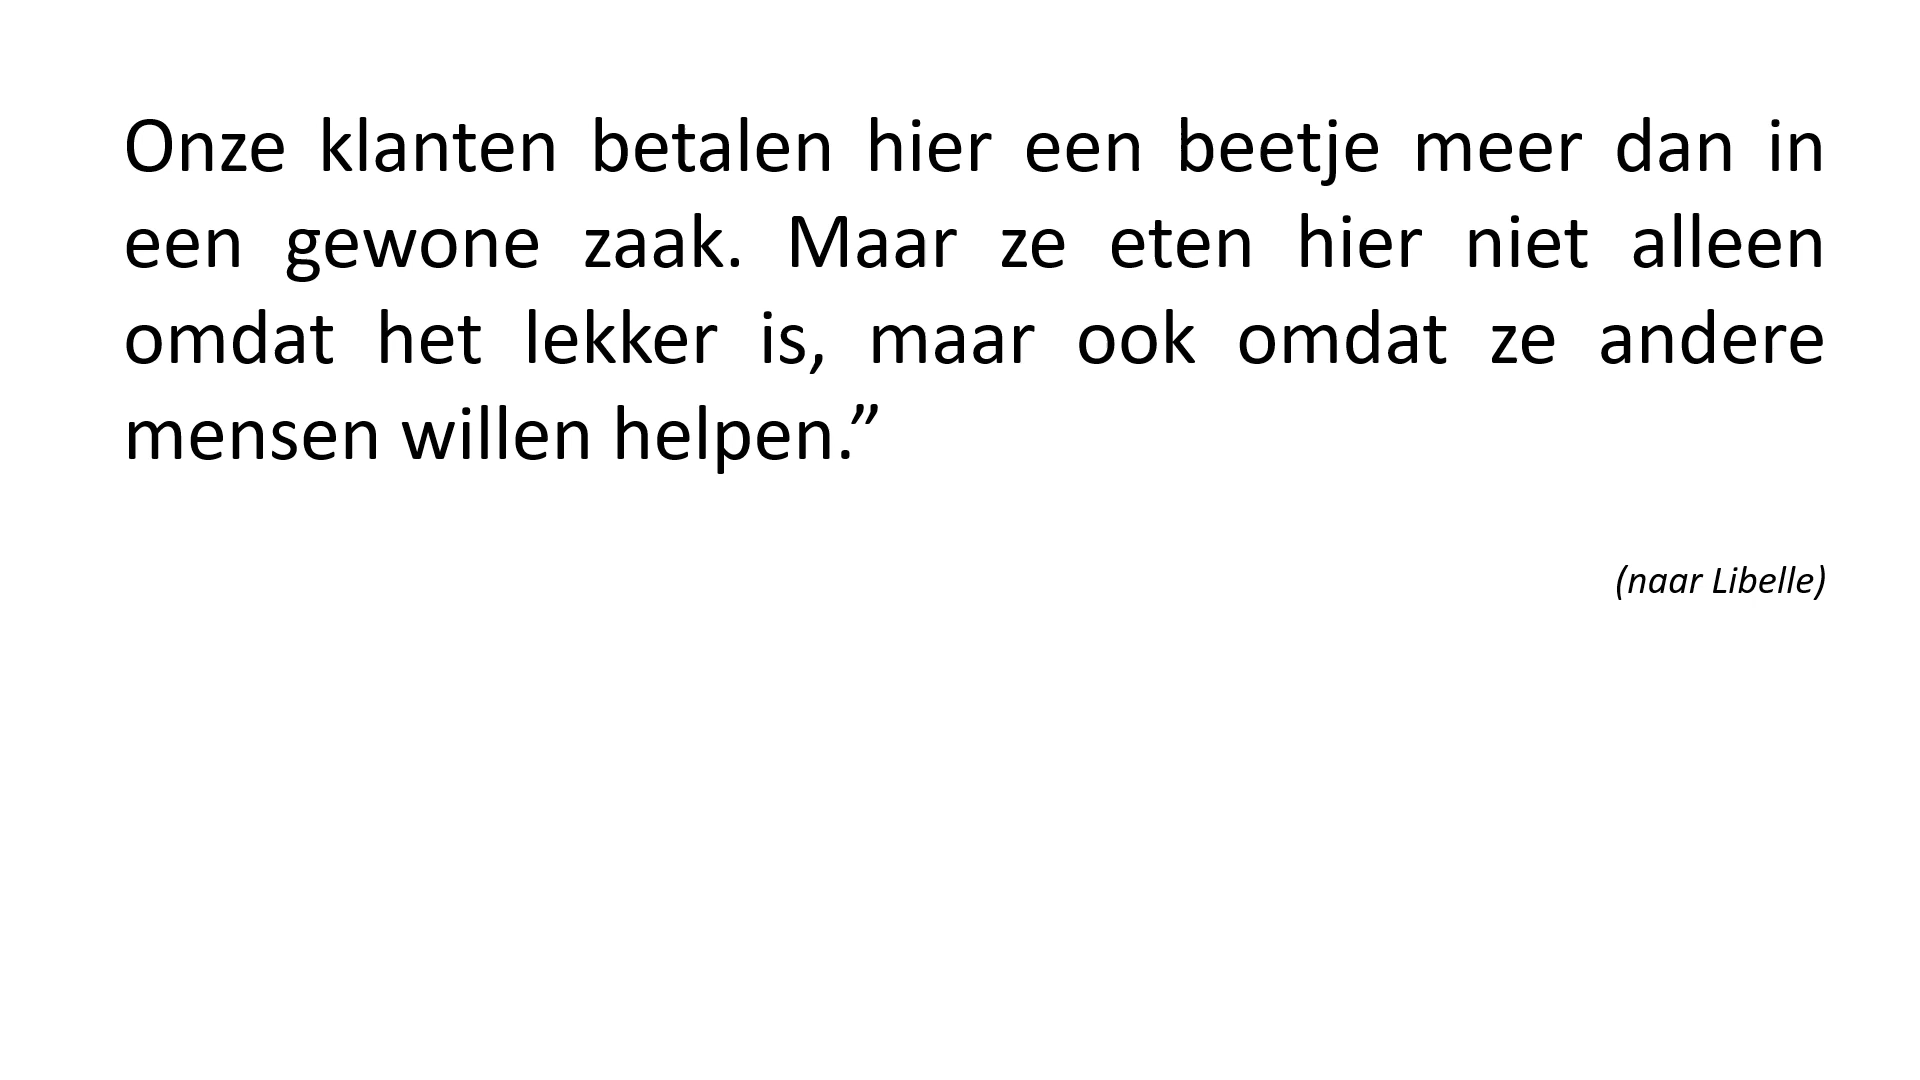 Onze klanten betalen hier een beetje meer dan in
een gewone zaak. Maar ze eten hier niet alleen
omdat het lekker is, maar ook omdat ze andere
mensen willen helpen.”
(naar Libelle)